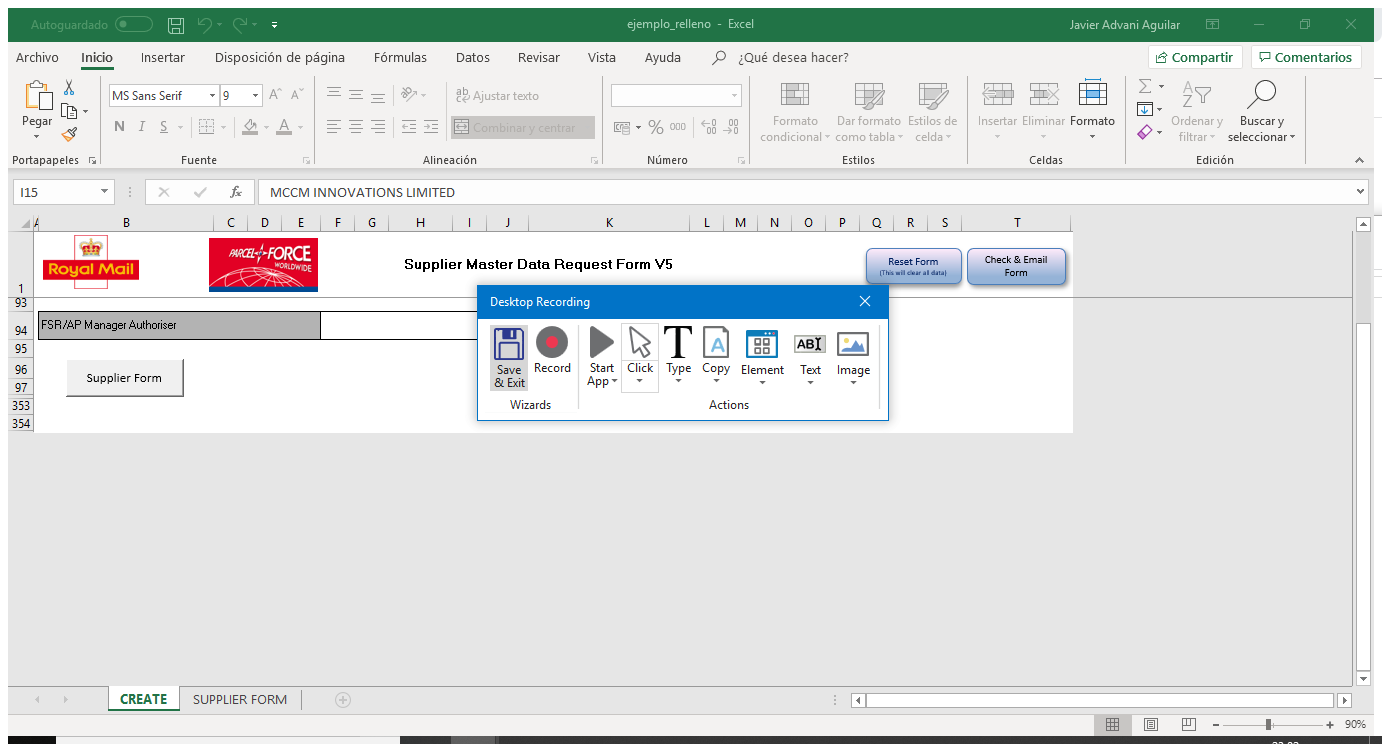 Autoguardado
ejemplo_relleno - Excel
Javier Advani Aguilar
Archivo Inicio Insertar Disposición de página Fórmulas Datos Revisar Vista Ayuda ¿Qué desea hacer? Compartir Comentarios
Pegar
MS Sans Serif 9
Ajustar texto
N I S
Combinar y centrar
% 000
Formato condicional
Dar formato como tabla
Estilos de celda
Insertar Eliminar Formato
Ordenar y filtrar
Buscar y seleccionar
Portapapeles Fuente Alineación Número Estilos Celdas Edición
I15 fx MCCM INNOVATIONS LIMITED
A B C D E F G H I J K L M N O P Q R S T
Royal Mail
PARCEL FORCE
WORLDWIDE
Supplier Master Data Request Form V5
Reset Form
(This will clear all data)
Check & Email
Form
1
93
94 FSR/AP Manager Authoriser
95
96
Supplier Form
97
353
354
Desktop Recording
Save & Exit
Record
Start App
Click
Type
Copy
Element
ABI
Text
Image
Wizards Actions
CREATE SUPPLIER FORM
90%